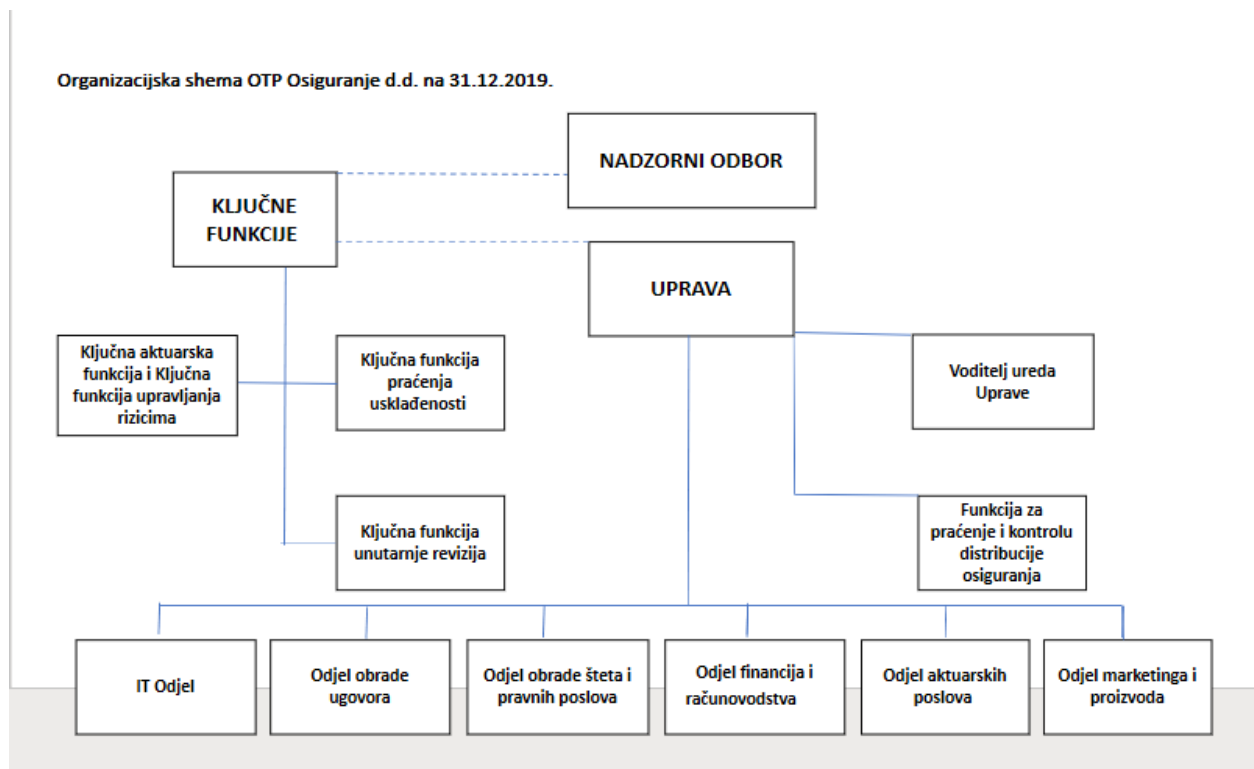 Organizacijska shema OTP Osiguranje d.d. na 31.12.2019.
NADZORNI ODBOR
KLJUČNE
FUNKCIJE
UPRAVA
Ključna aktuarska
funkcija i Ključna
funkcija upravljanja
rizicima
Ključna funkcija
praćenja
usklađenosti
Voditelj ureda
Uprave
Ključna funkcija
unutarnje revizija
Funkcija za
praćenje i kontrolu
distribucije
osiguranja
IT Odjel
Odjel obrade
ugovora
Odjel obrade šteta i
pravnih poslova
Odjel financija i
računovodstva
Odjel aktuarskih
poslova
Odjel marketinga i
proizvoda